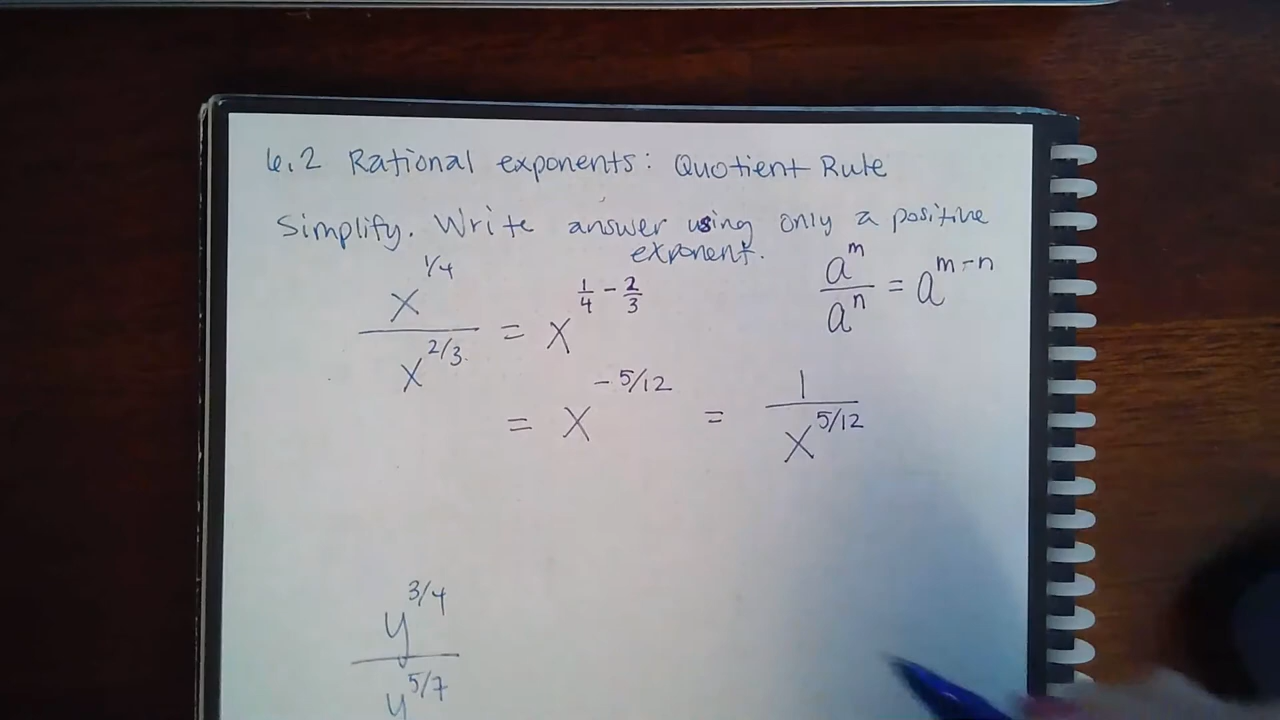 6.2 Rational exponents: Quotient Rule
Simplify. Write answer using only a positive
exponent.
x^(1/4) / x^(2/3) = x^(1/4 - 2/3)
a^m / a^n = a^(m-n)
= x^(-5/12) = 1 / x^(5/12)
y^(3/4) / y^(5/7)